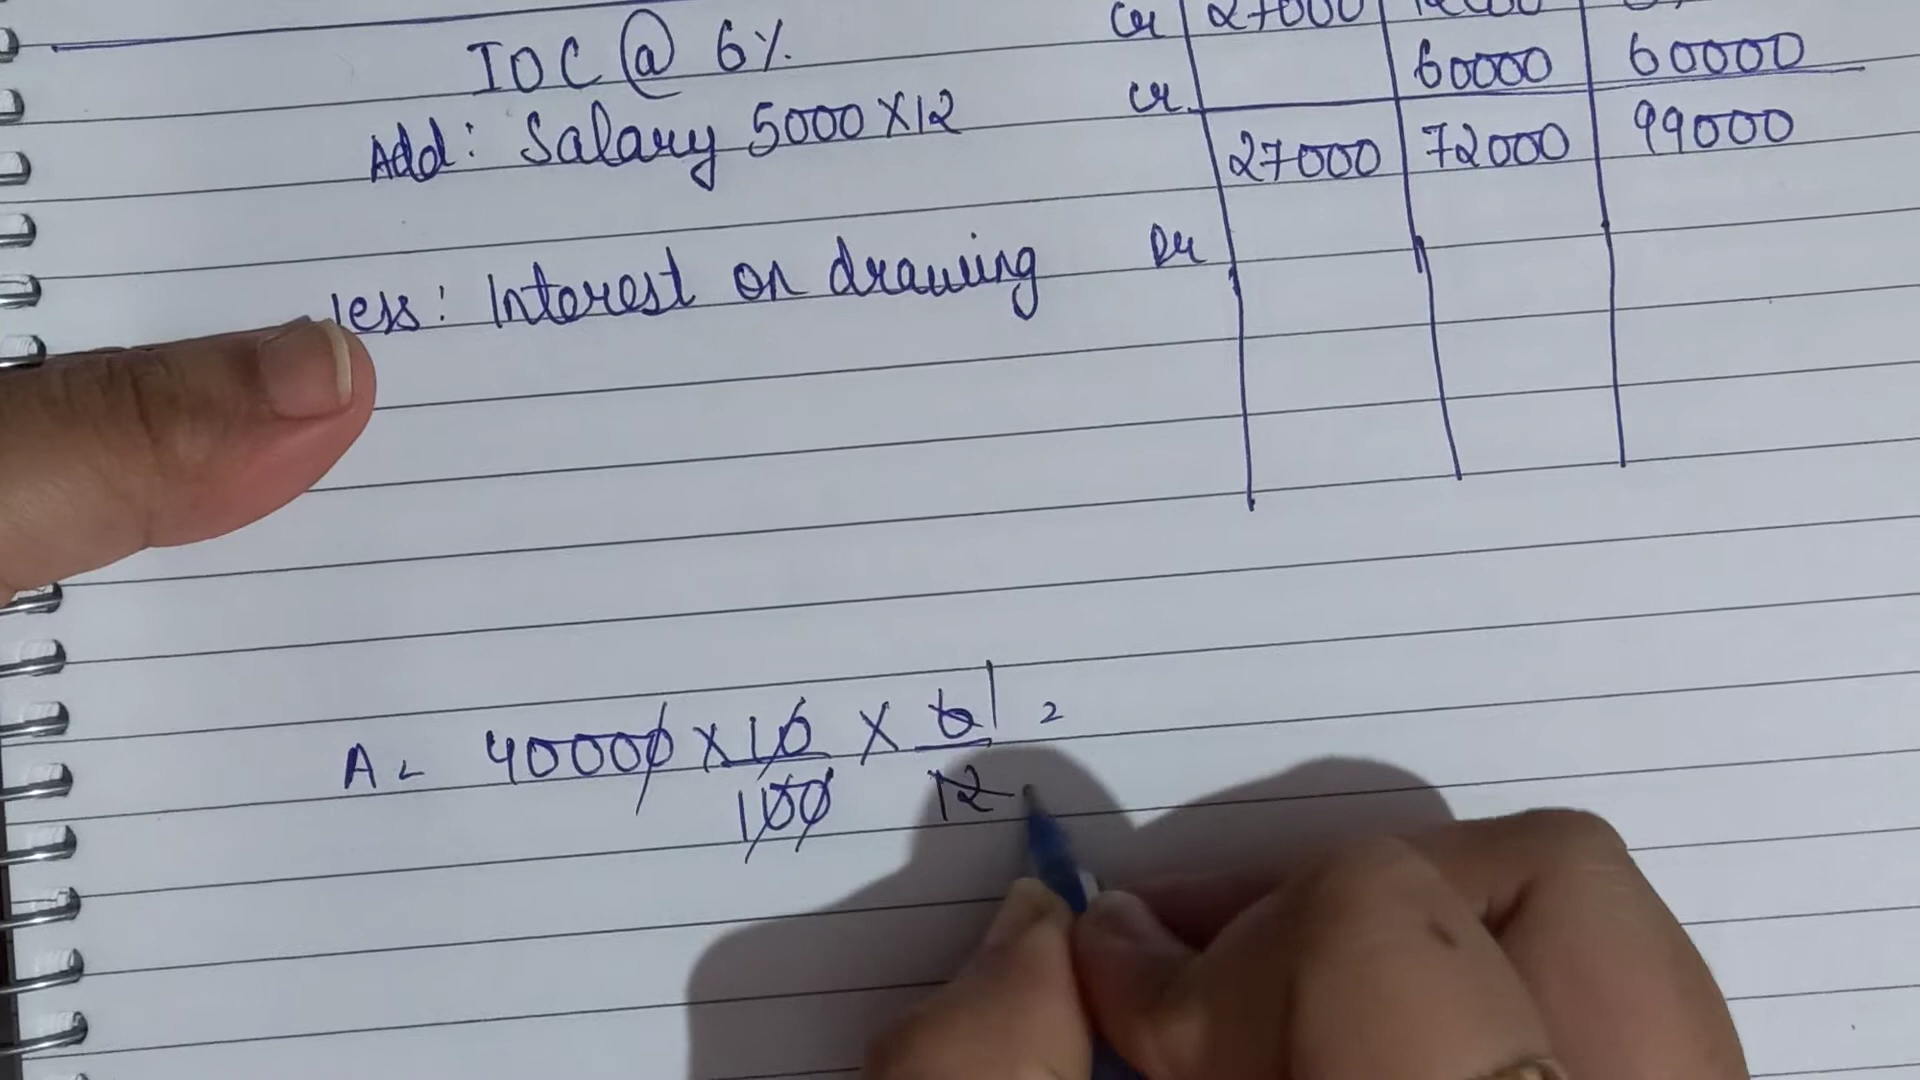 IOC @ 6% Cr 27000
Add: Salary 5000 X 12 Cr. 60000 60000
27000 72000 99000
less: Interest on drawing Dr
A = 40000 X 10 X 6 =
100 12